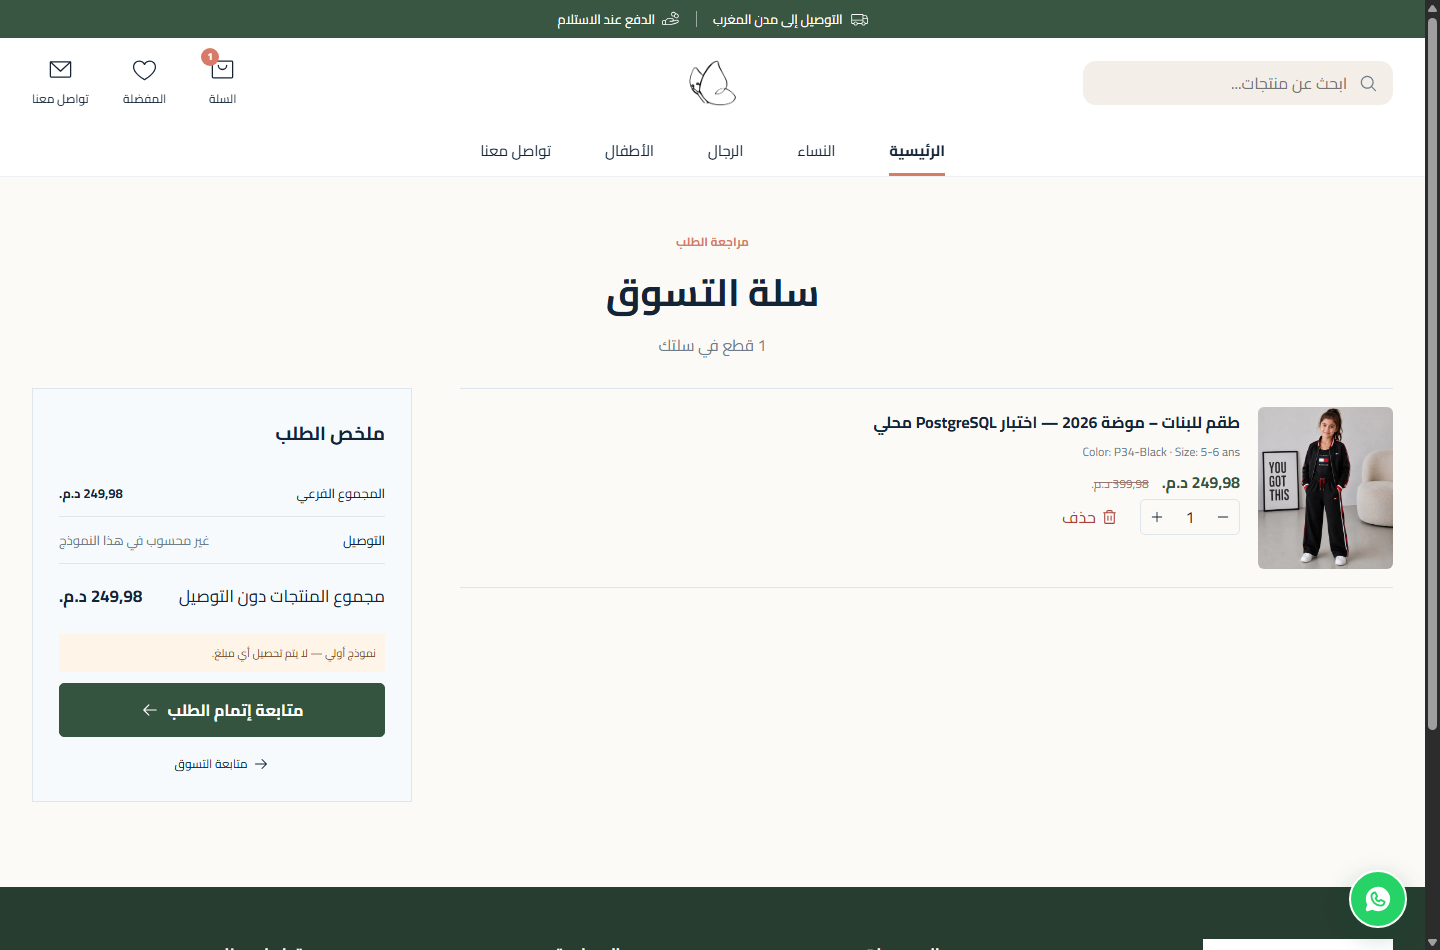 التوصيل إلى مدن المغرب
الدفع عند الاستلام
ابحث عن منتجات...
1
السلة
المفضلة
تواصل معنا
الرئيسية
النساء
الرجال
الأطفال
تواصل معنا
مراجعة الطلب
سلة التسوق
1 قطع في سلتك
طقم للبنات – موضة 2026 — اختبار PostgreSQL محلي
Color: P34-Black · Size: 5-6 ans
249,98 د.م. 399,98 د.م.
− 1 +
حذف
YOU
GOT
THIS
ملخص الطلب
المجموع الفرعي 249,98 د.م.
التوصيل غير محسوب في هذا النموذج
مجموع المنتجات دون التوصيل 249,98 د.م.
نموذج أولي — لا يتم تحصيل أي مبلغ.
متابعة إتمام الطلب ←
→ متابعة التسوق